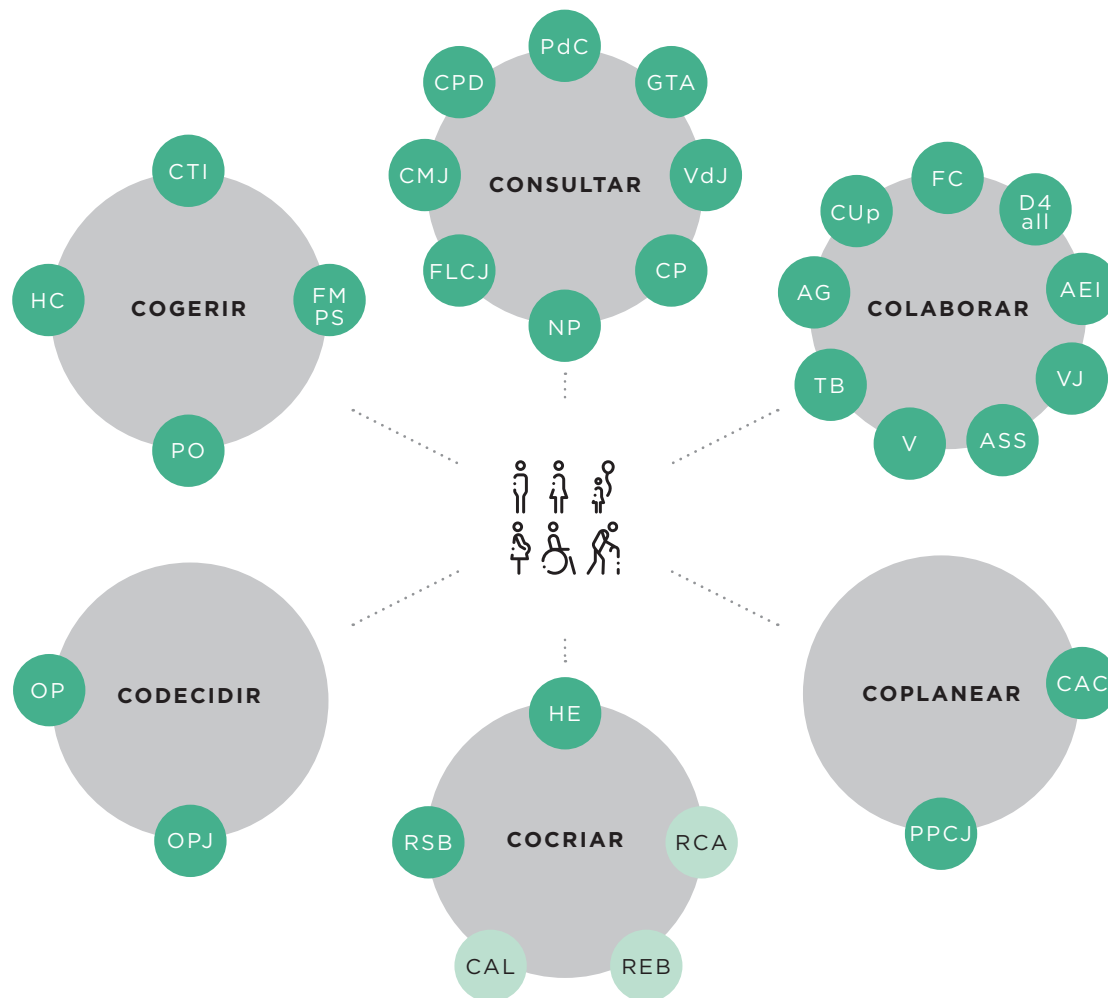 PdC
CPD
GTA
CMJ
CONSULTAR
VdJ
FLCJ
CP
NP
CTI
HC
COGERIR
FM
PS
PO
FC
CUp
D4
all
AG
COLABORAR
AEI
TB
VJ
V
ASS
OP
CODECIDIR
OPJ
HE
RSB
COCRIAR
RCA
CAL
REB
COPLANEAR
CAC
PPCJ